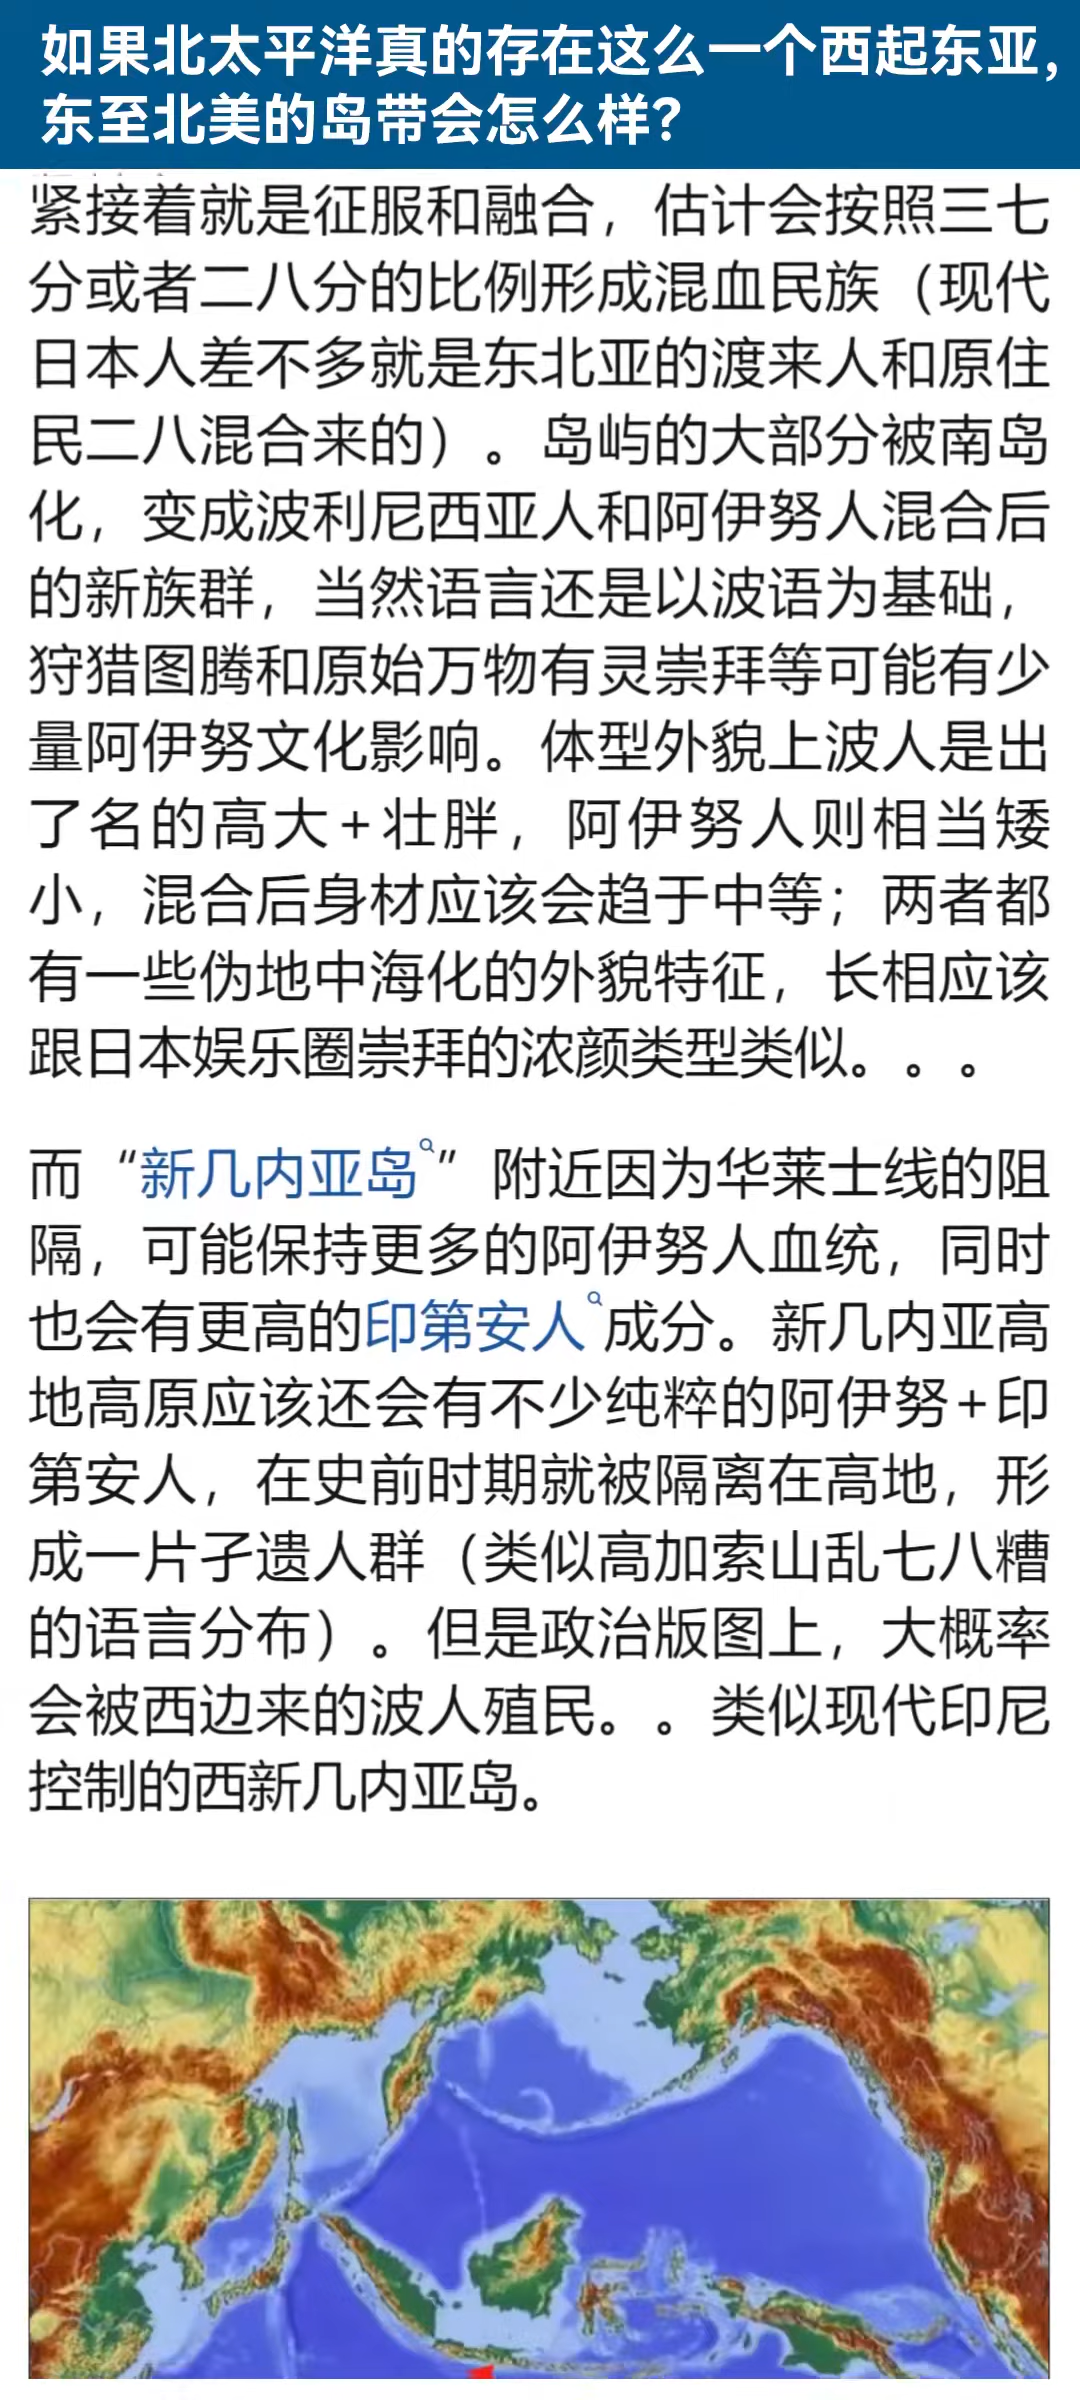 如果北太平洋真的存在这么一个西起东亚，
东至北美的岛带会怎么样？
紧接着就是征服和融合，估计会按照三七
分或者二八分的比例形成混血民族（现代
日本人差不多就是东北亚的渡来人和原住
民二八混合来的）。岛屿的大部分被南岛
化，变成波利尼西亚人和阿伊努人混合后
的新族群，当然语言还是以波语为基础，
狩猎图腾和原始万物有灵崇拜等可能有少
量阿伊努文化影响。体型外貌上波人是出
了名的高大+壮胖，阿伊努人则相当矮
小，混合后身材应该会趋于中等；两者都
有一些伪地中海化的外貌特征，长相应该
跟日本娱乐圈崇拜的浓颜类型类似。。。
而“新几内亚岛”附近因为华莱士线的阻
隔，可能保持更多的阿伊努人血统，同时
也会有更高的印第安人成分。新几内亚高
地高原应该还会有不少纯粹的阿伊努+印
第安人，在史前时期就被隔离在高地，形
成一片孑遗人群（类似高加索山乱七八糟
的语言分布）。但是政治版图上，大概率
会被西边来的波人殖民。。类似现代印尼
控制的西新几内亚岛。